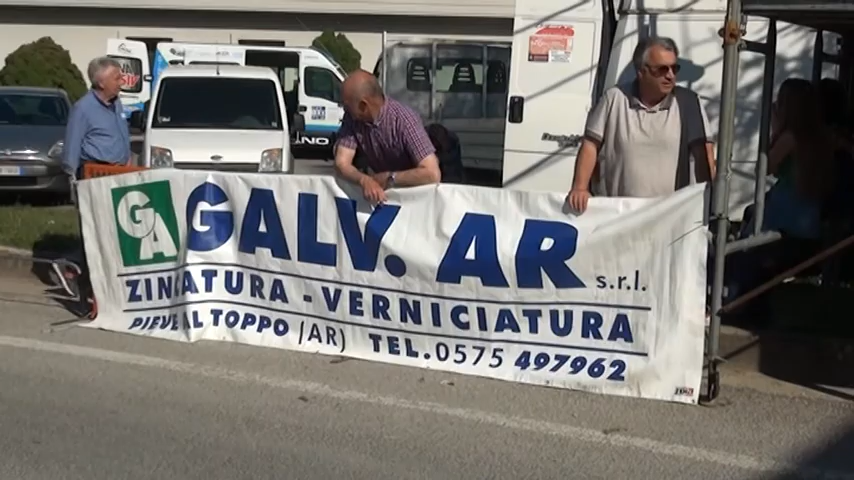 GA
GALV. AR s.r.l.
ZINCATURA - VERNICIATURA
PIEVE AL TOPPO (AR) TEL. 0575 497962